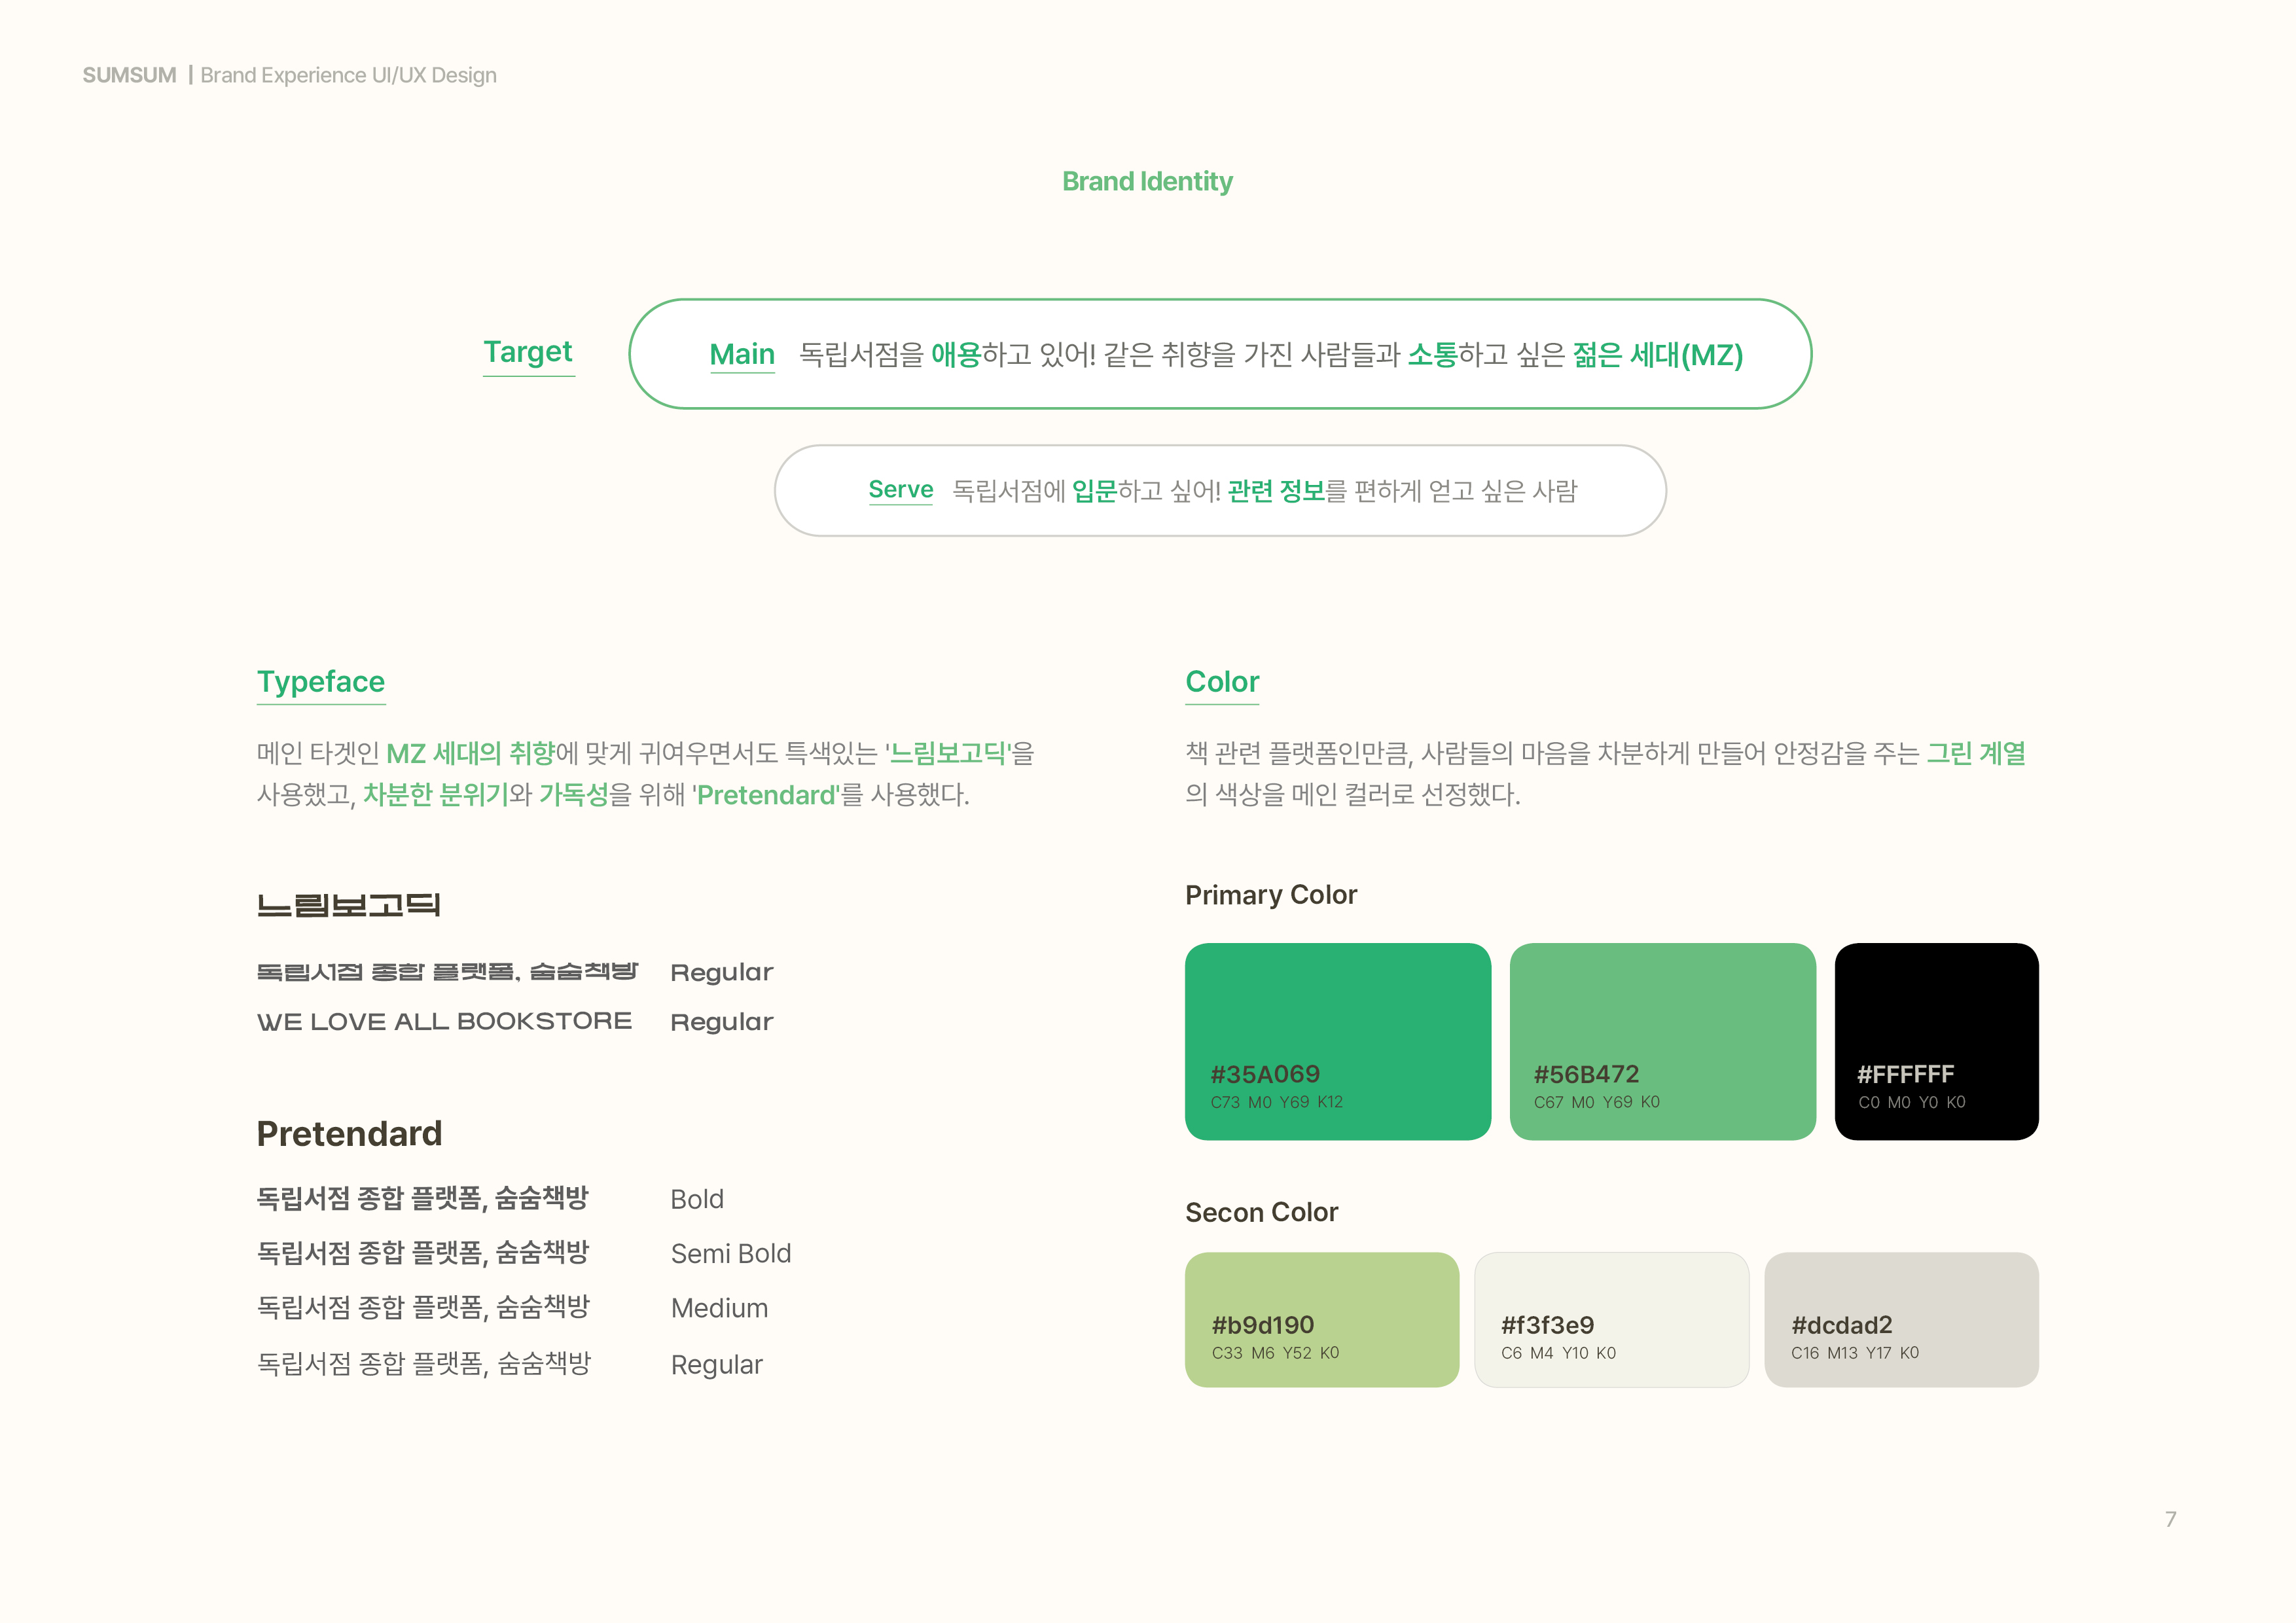 SUMSUM | Brand Experience UI/UX Design
Brand Identity
Target
Main 독립서점을 애용하고 있어! 같은 취향을 가진 사람들과 소통하고 싶은 젊은 세대(MZ)
Serve 독립서점에 입문하고 싶어! 관련 정보를 편하게 얻고 싶은 사람
Typeface
메인 타겟인 MZ 세대의 취향에 맞게 귀여우면서도 특색있는 '느림보고딕'을
사용했고, 차분한 분위기와 가독성을 위해 'Pretendard'를 사용했다.
느림보고딕
독립서점 종합 플랫폼, 숨숨책방 Regular
WE LOVE ALL BOOKSTORE Regular
Pretendard
독립서점 종합 플랫폼, 숨숨책방 Bold
독립서점 종합 플랫폼, 숨숨책방 Semi Bold
독립서점 종합 플랫폼, 숨숨책방 Medium
독립서점 종합 플랫폼, 숨숨책방 Regular
Color
책 관련 플랫폼인만큼, 사람들의 마음을 차분하게 만들어 안정감을 주는 그린 계열
의 색상을 메인 컬러로 선정했다.
Primary Color
#35A069
C73 M0 Y69 K12
#56B472
C67 M0 Y69 K0
#FFFFFF
C0 M0 Y0 K0
Secon Color
#b9d190
C33 M6 Y52 K0
#f3f3e9
C6 M4 Y10 K0
#dcdad2
C16 M13 Y17 K0
7